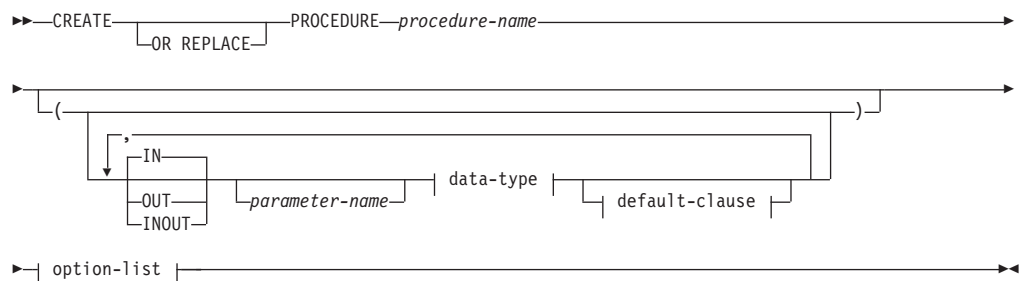 CREATE PROCEDURE procedure-name
OR REPLACE
( )
,
IN
OUT parameter-name data-type default-clause
INOUT
option-list